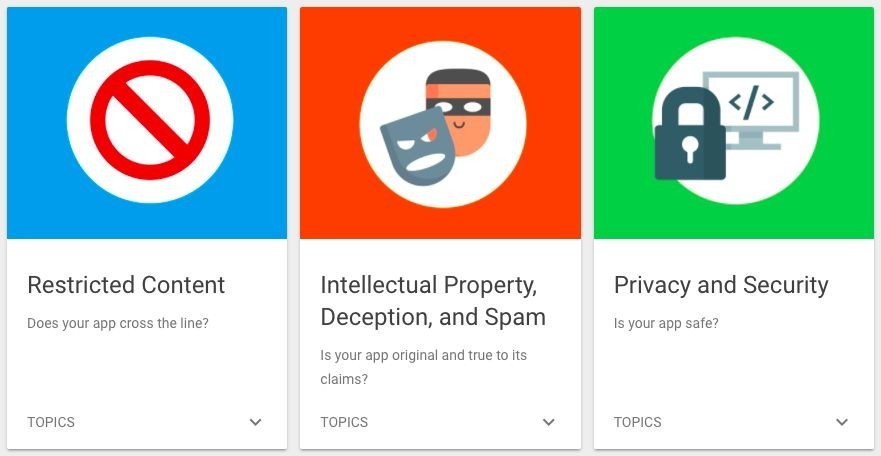 </>
Restricted Content
Does your app cross the line?
TOPICS
Intellectual Property,
Deception, and Spam
Is your app original and true to its
claims?
TOPICS
Privacy and Security
Is your app safe?
TOPICS